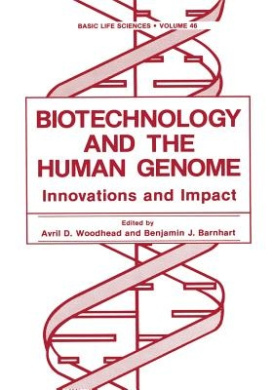 BASIC LIFE SCIENCES • VOLUME 46
BIOTECHNOLOGY
AND THE
HUMAN GENOME
Innovations and Impact
Edited by
Avril D. Woodhead and Benjamin J. Barnhart